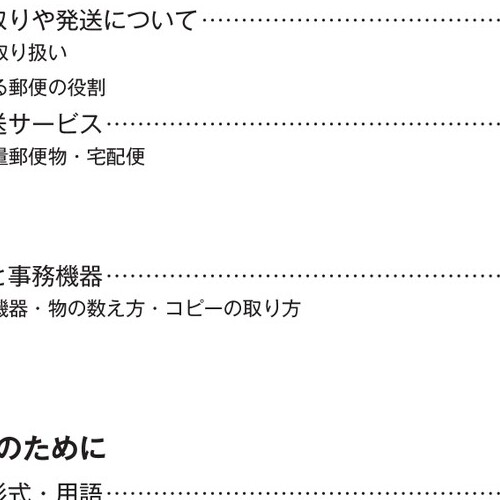 取りや発送について……………………
取り扱い
る郵便の役割
送サービス……………………………
量郵便物・宅配便
と事務機器……………………………
機器・物の数え方・コピーの取り方
のために
形式・用語……………………………